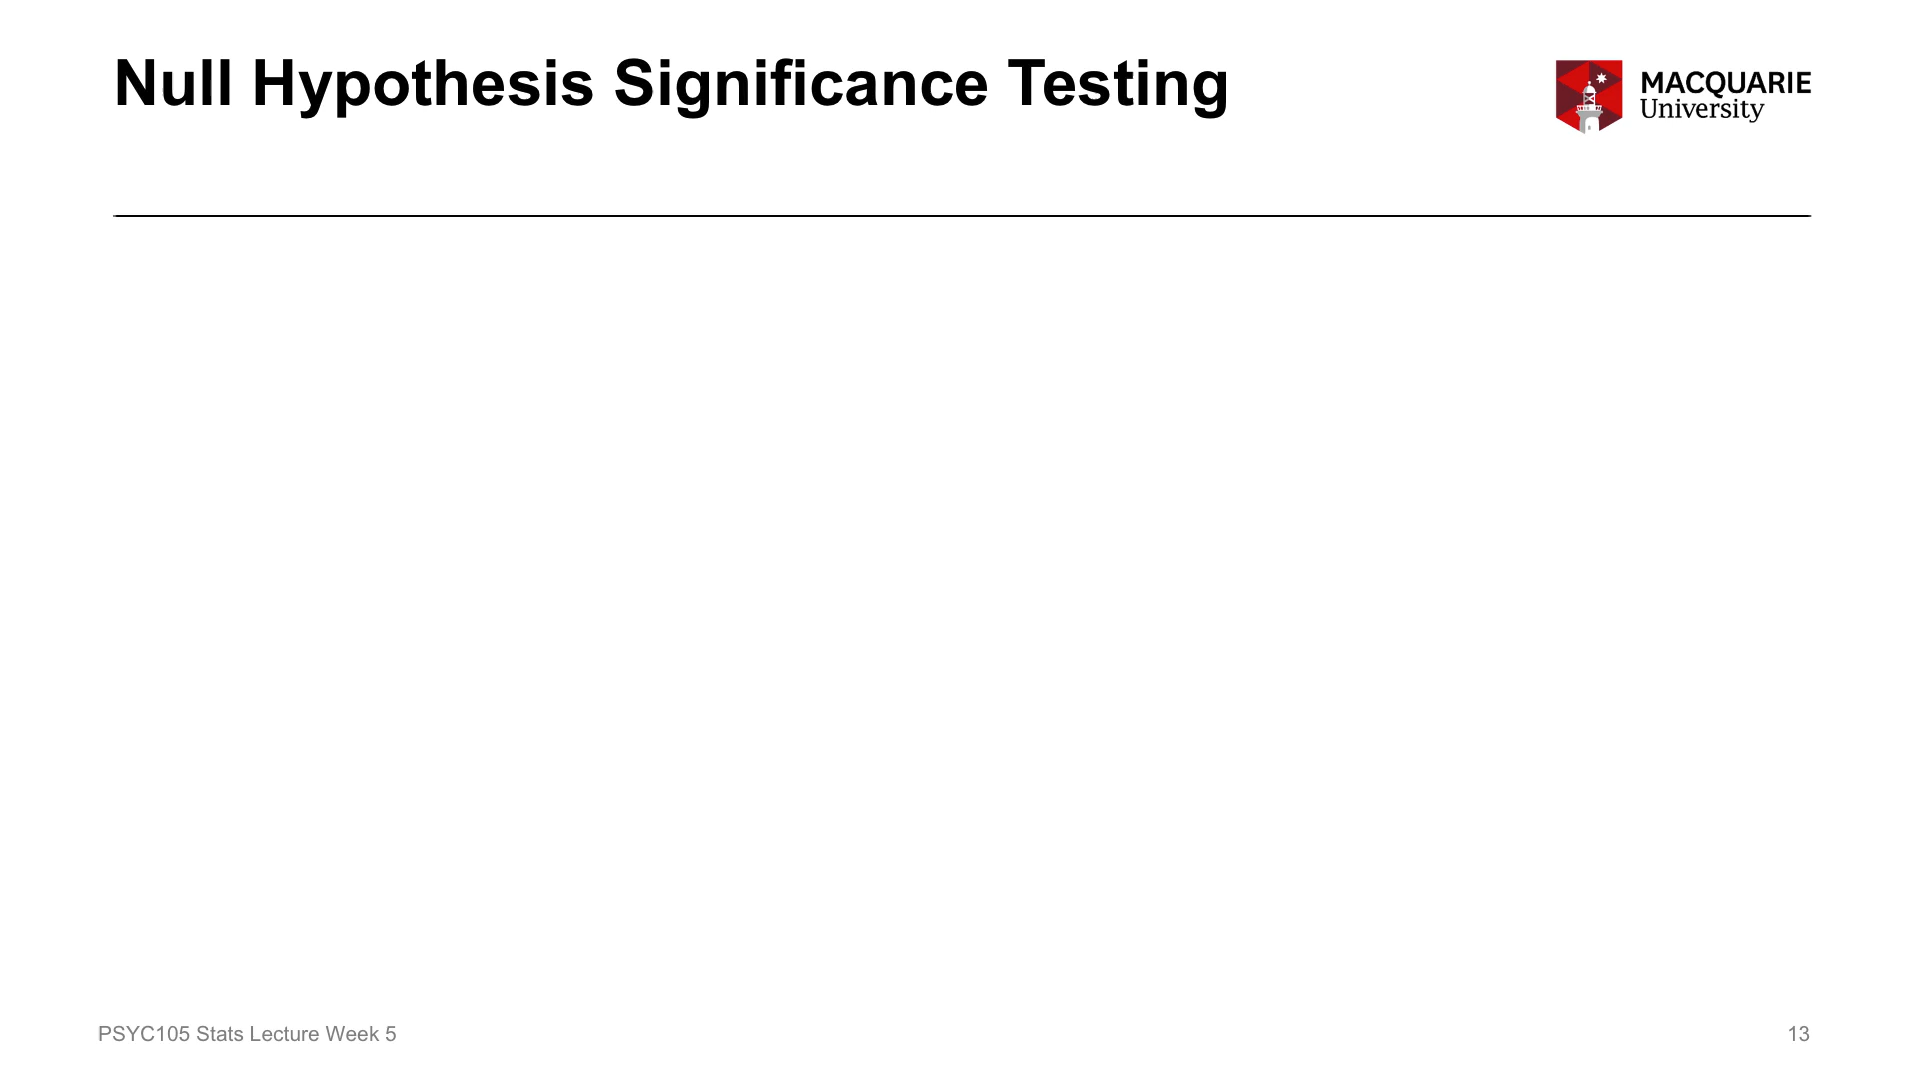 Null Hypothesis Significance Testing
MACQUARIE
University
PSYC105 Stats Lecture Week 5
13